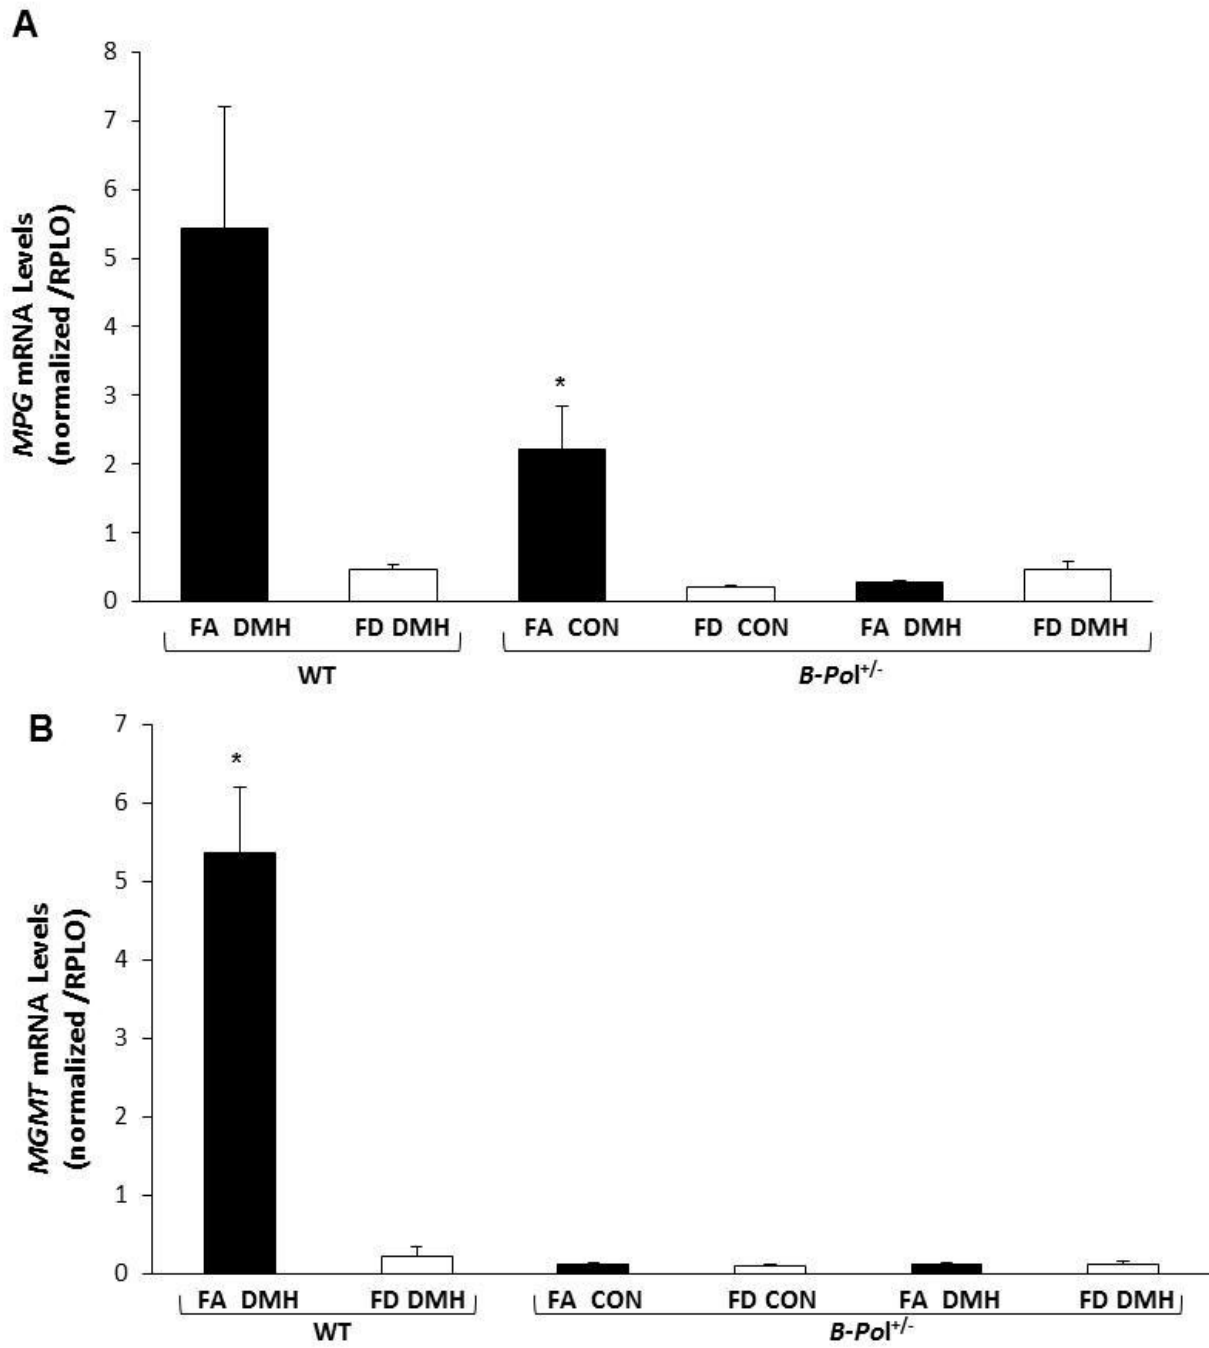 A
8
7
6
5
4
3
2
1
0
MPG mRNA Levels
(normalized /RPLO)
*
FA DMH FD DMH FA CON FD CON FA DMH FD DMH
WT B-Pol+/-
B
7
6
5
4
3
2
1
0
MGMT mRNA Levels
(normalized /RPLO)
*
FA DMH FD DMH FA CON FD CON FA DMH FD DMH
WT B-Pol+/-